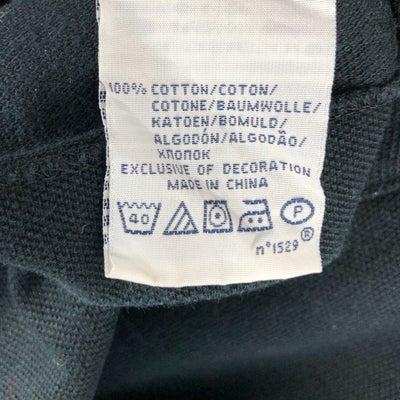 100% COTTON/COTON/
COTONE/BAUMWOLLE/
KATOEN/BOMULD/
ALGODÓN/ALGODÃO/
ХЛОПОК
EXCLUSIVE OF DECORATION
MADE IN CHINA
40 P
n°1529 ®